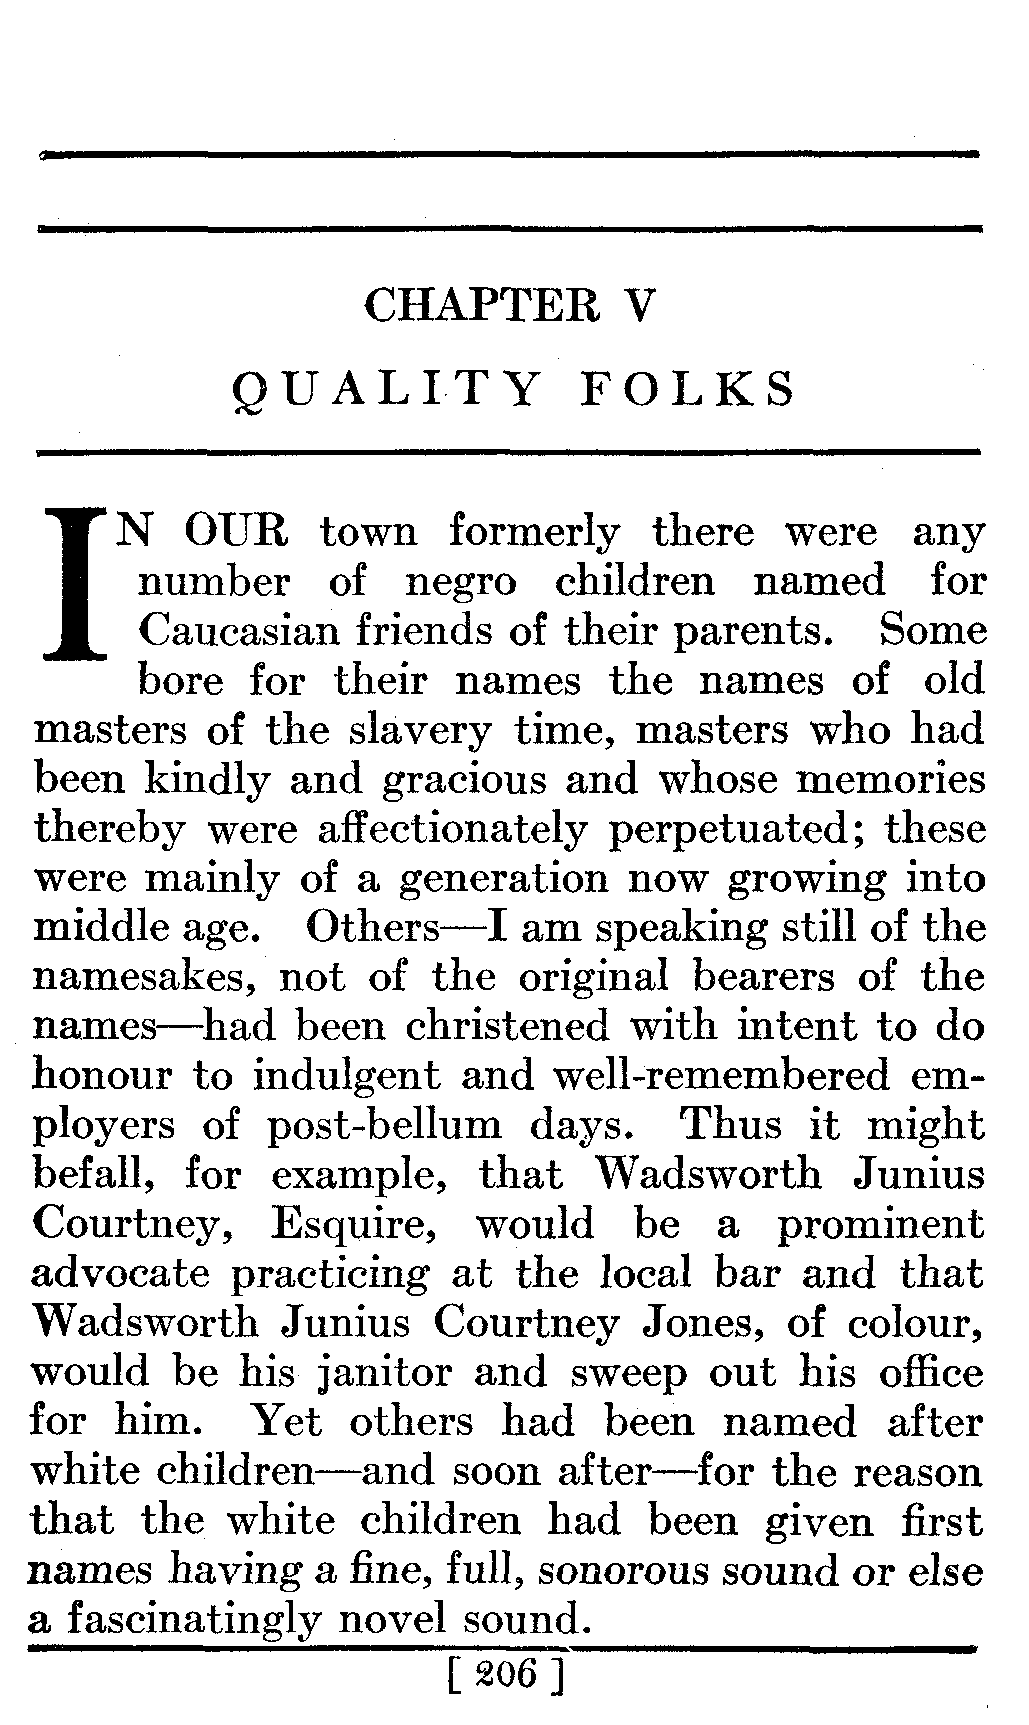 CHAPTER V
QUALITY FOLKS
IN OUR town formerly there were any
number of negro children named for
Caucasian friends of their parents. Some
bore for their names the names of old
masters of the slavery time, masters who had
been kindly and gracious and whose memories
thereby were affectionately perpetuated; these
were mainly of a generation now growing into
middle age. Others—I am speaking still of the
namesakes, not of the original bearers of the
names—had been christened with intent to do
honour to indulgent and well-remembered em-
ployers of post-bellum days. Thus it might
befall, for example, that Wadsworth Junius
Courtney, Esquire, would be a prominent
advocate practicing at the local bar and that
Wadsworth Junius Courtney Jones, of colour,
would be his janitor and sweep out his office
for him. Yet others had been named after
white children—and soon after—for the reason
that the white children had been given first
names having a fine, full, sonorous sound or else
a fascinatingly novel sound.
[ 206 ]